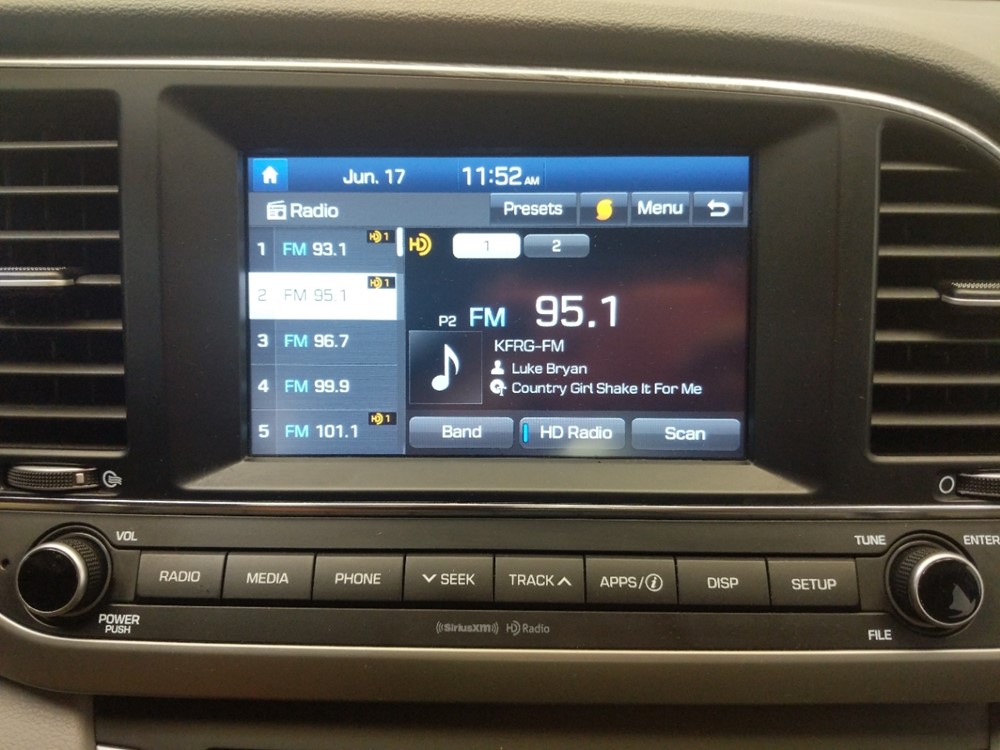 Jun. 17 11:52 AM
Radio Presets Menu
1 FM 93.1 HD 1
2 FM 95.1 HD 1
3 FM 96.7
4 FM 99.9
5 FM 101.1 HD 1
HD 1 2
P2 FM 95.1
KFRG-FM
Luke Bryan
Country Girl Shake It For Me
Band HD Radio Scan
VOL TUNE ENTER
RADIO MEDIA PHONE SEEK TRACK APPS/i DISP SETUP
POWER
PUSH
FILE
((SiriusXM)) HD Radio